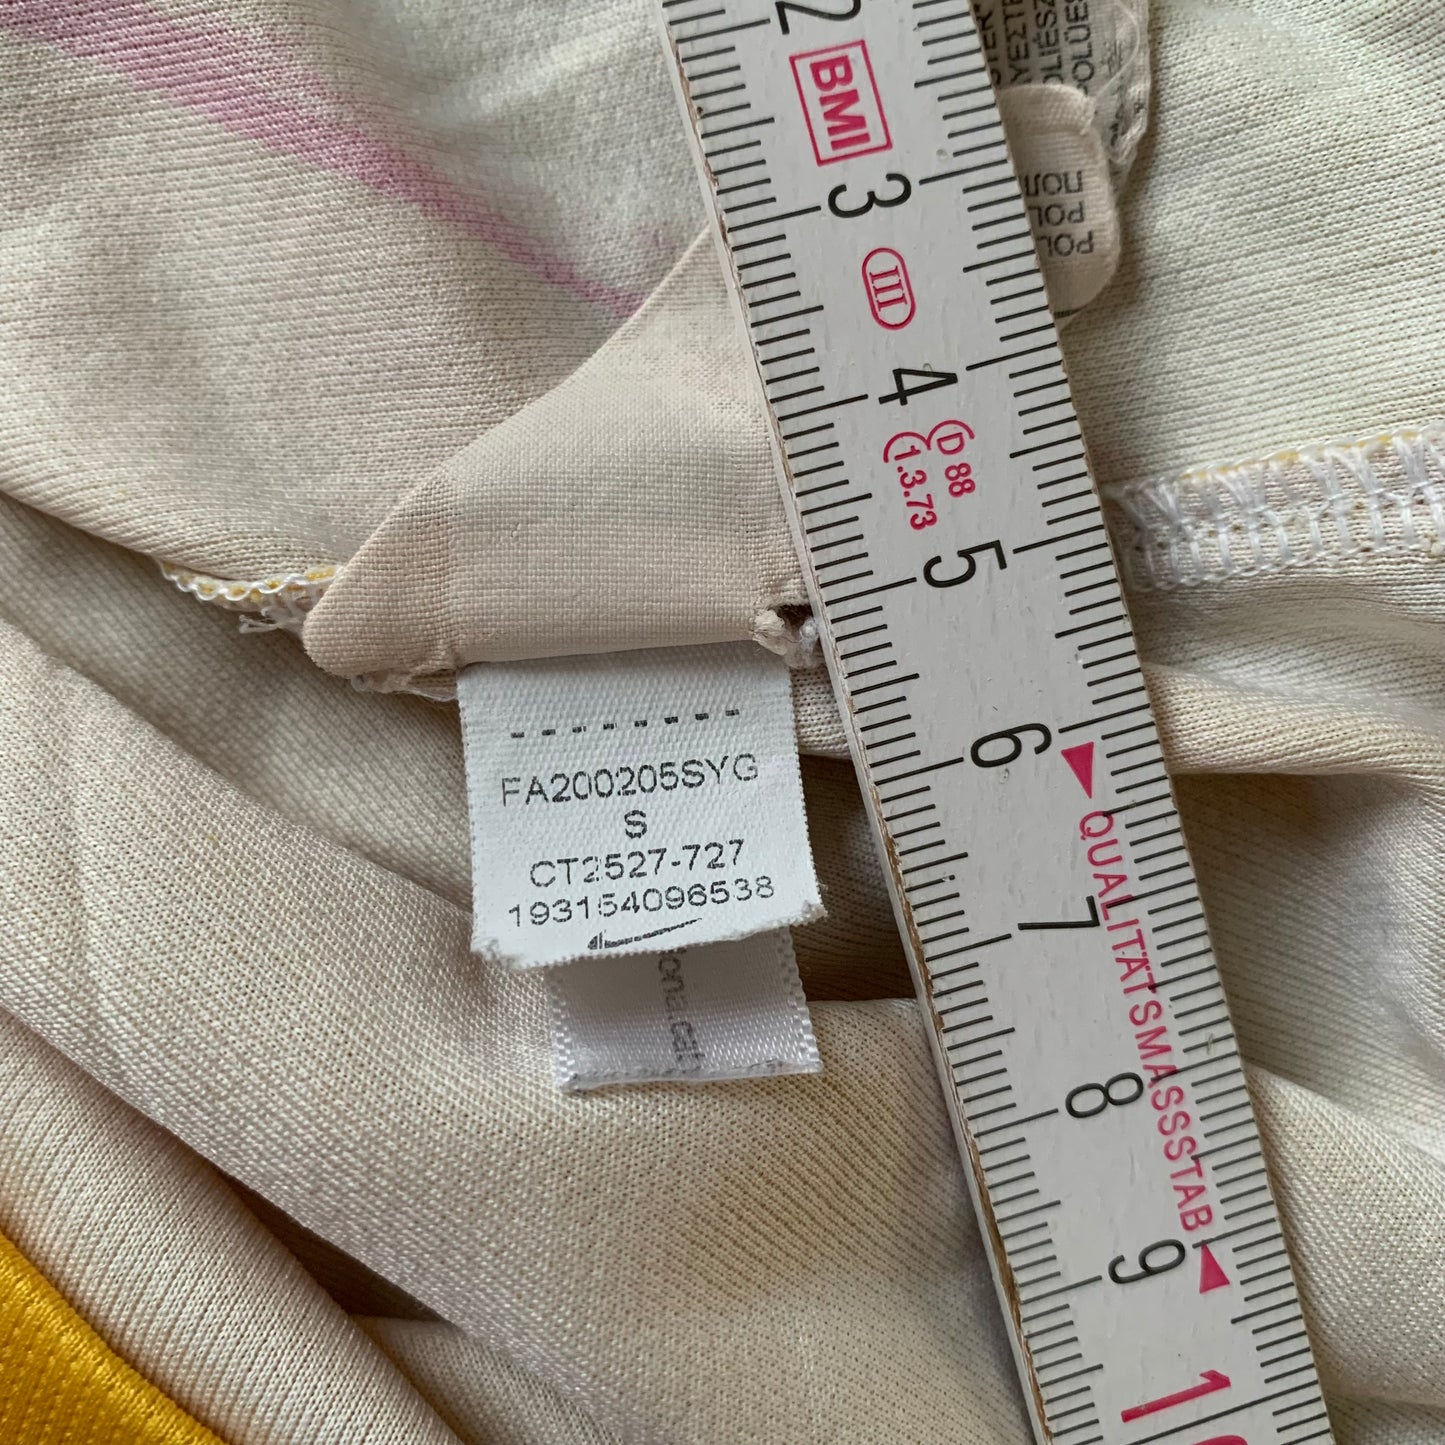 2
BMI
3
III
4
D 88
1.3.73
5
6
QUALITÄTSMASSSTAB
7
8
9
FA200205SYG
S
CT2527-727
193154096538